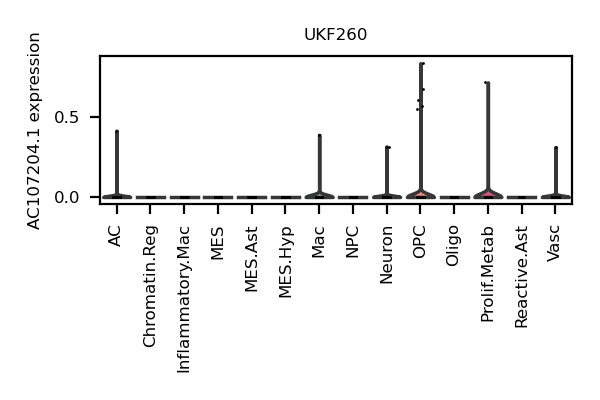 UKF260
AC107204.1 expression
0.5
0.0
AC
Chromatin.Reg
Inflammatory.Mac
MES
MES.Ast
MES.Hyp
Mac
NPC
Neuron
OPC
Oligo
Prolif.Metab
Reactive.Ast
Vasc